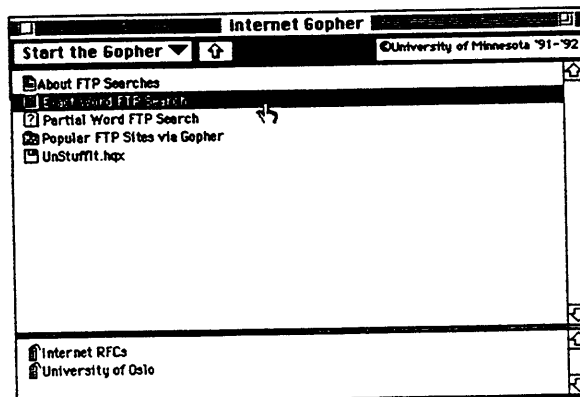 Internet Gopher
Start the Gopher
©University of Minnesota '91-'92
About FTP Searches
Exact Word FTP Search
? Partial Word FTP Search
Popular FTP Sites via Gopher
UnStuffIt.hqx
Internet RFCs
University of Oslo